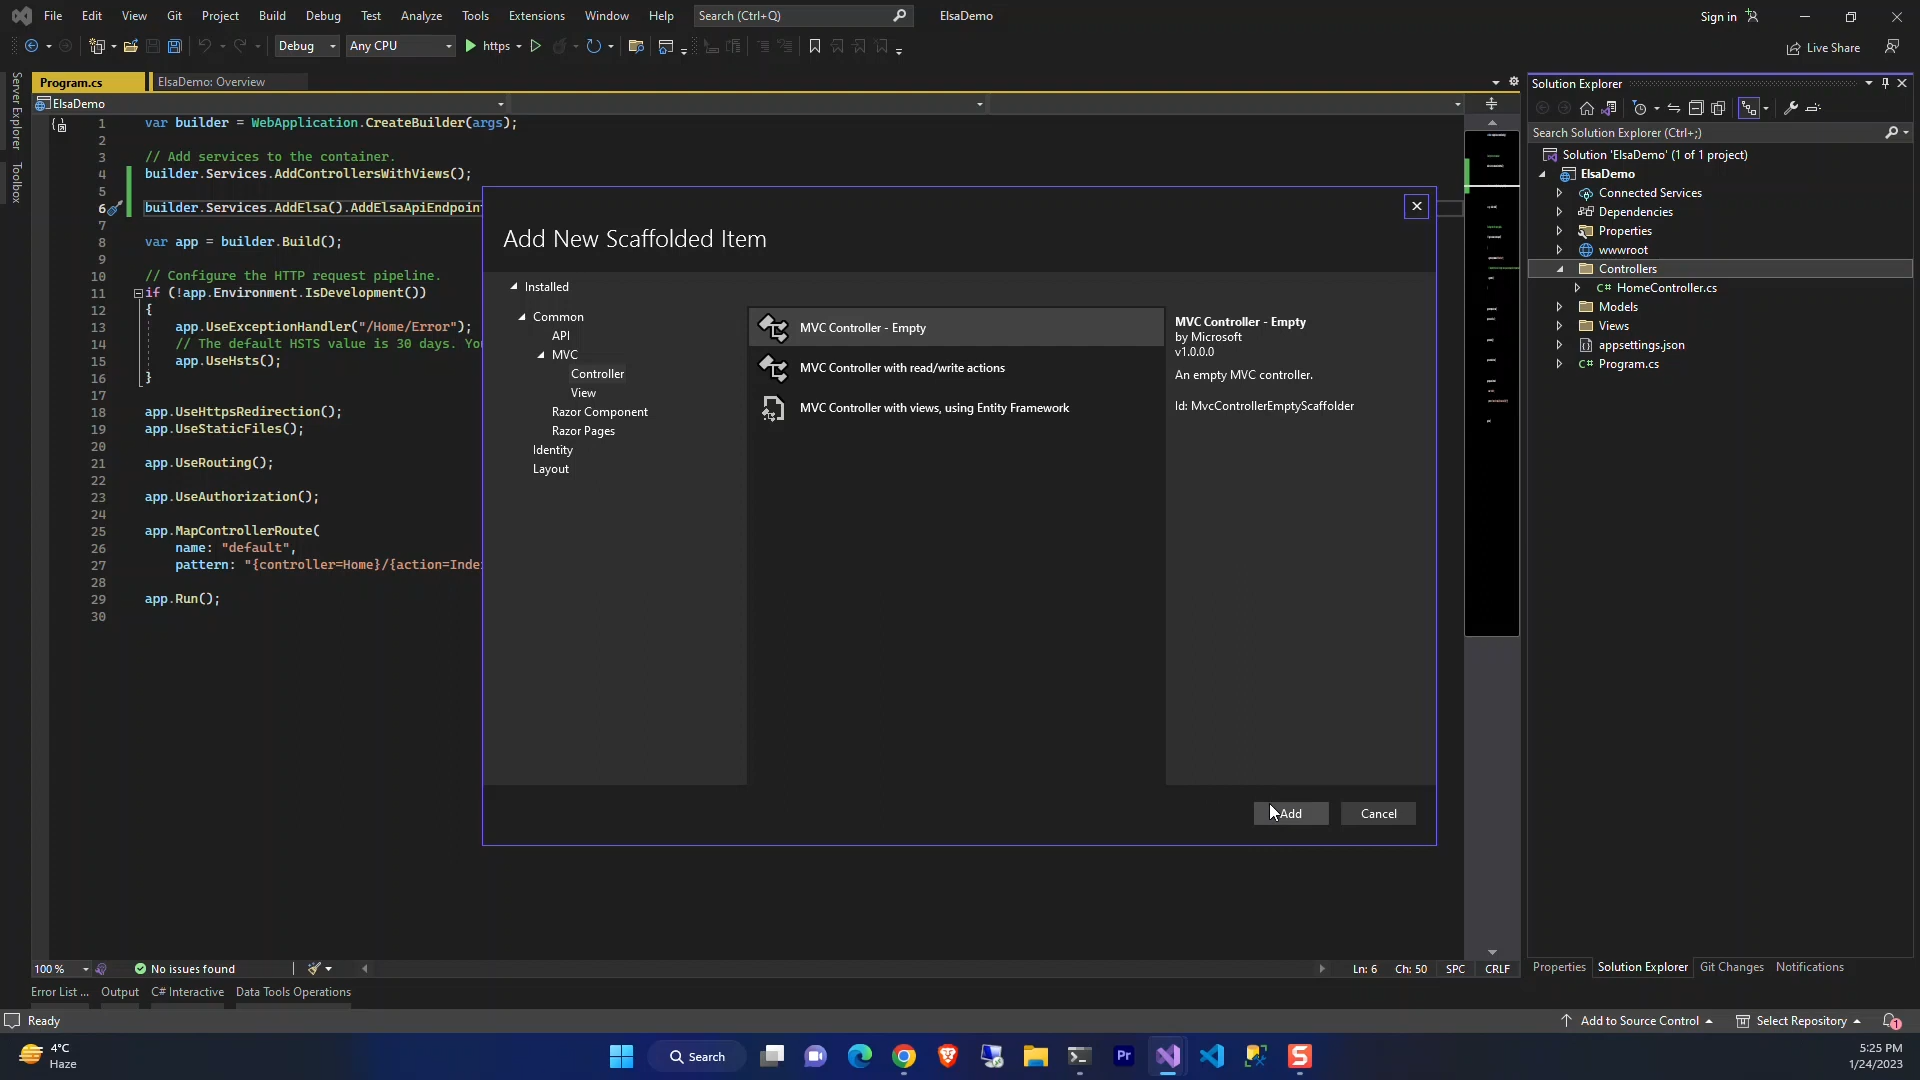 File Edit View Git Project Build Debug Test Analyze Tools Extensions Window Help Search (Ctrl+Q) ElsaDemo Sign in
Debug Any CPU https Live Share
Server Explorer
Toolbox
Program.cs ElsaDemo: Overview
ElsaDemo
1 var builder = WebApplication.CreateBuilder(args);
2
3 // Add services to the container.
4 builder.Services.AddControllersWithViews();
5
6 builder.Services.AddElsa().AddElsaApiEndpoint
7
8 var app = builder.Build();
9
10 // Configure the HTTP request pipeline.
11 if (!app.Environment.IsDevelopment())
12 {
13 app.UseExceptionHandler("/Home/Error");
14 // The default HSTS value is 30 days. You
15 app.UseHsts();
16 }
17
18 app.UseHttpsRedirection();
19 app.UseStaticFiles();
20
21 app.UseRouting();
22
23 app.UseAuthorization();
24
25 app.MapControllerRoute(
26 name: "default",
27 pattern: "{controller=Home}/{action=Index
28
29 app.Run();
30
Add New Scaffolded Item
Installed
Common
API
MVC
Controller
View
Razor Component
Razor Pages
Identity
Layout
MVC Controller - Empty
MVC Controller with read/write actions
MVC Controller with views, using Entity Framework
MVC Controller - Empty
by Microsoft
v1.0.0.0
An empty MVC controller.
Id: MvcControllerEmptyScaffolder
Add Cancel
Solution Explorer
Search Solution Explorer (Ctrl+;)
Solution 'ElsaDemo' (1 of 1 project)
ElsaDemo
Connected Services
Dependencies
Properties
wwwroot
Controllers
C# HomeController.cs
Models
Views
appsettings.json
C# Program.cs
100 % No issues found Ln: 6 Ch: 50 SPC CRLF
Properties Solution Explorer Git Changes Notifications
Error List ... Output C# Interactive Data Tools Operations
Ready Add to Source Control Select Repository 1
4°C
Haze
Search
Pr
S
5:25 PM
1/24/2023